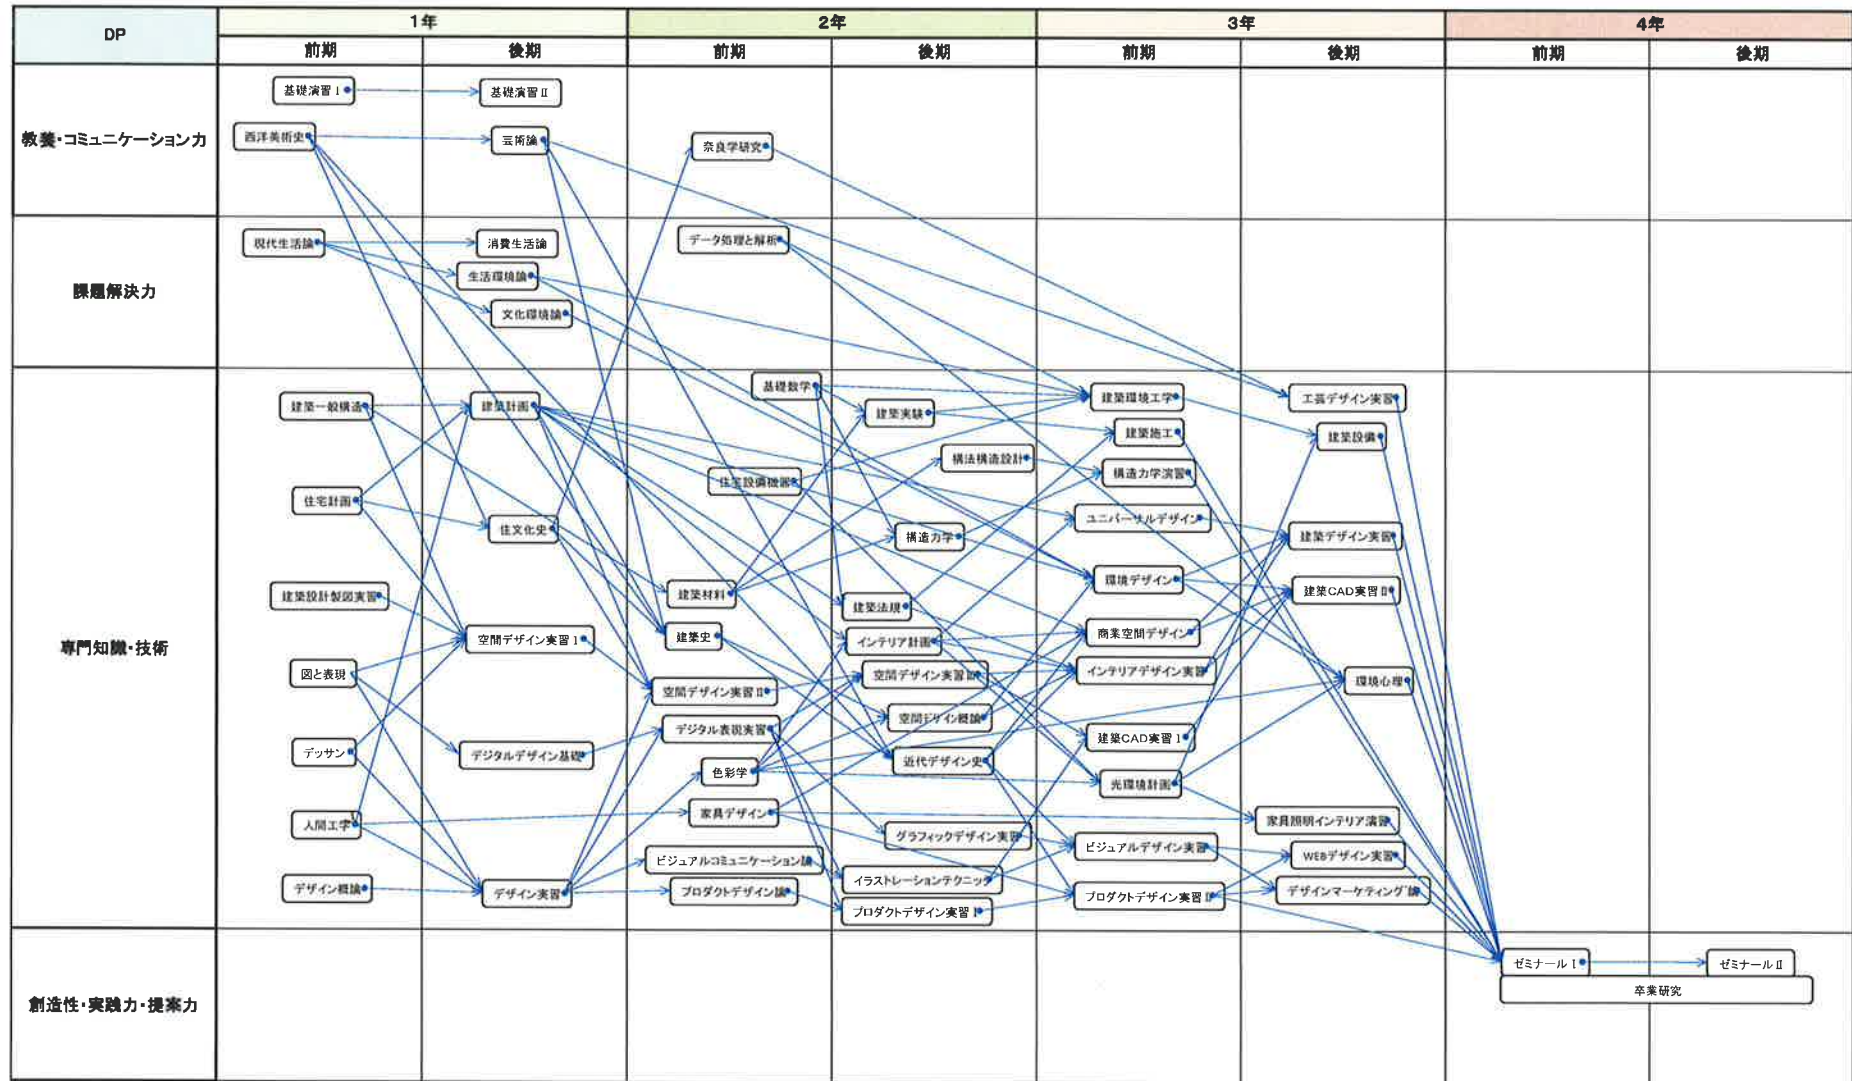 DP
1年
2年
3年
4年
前期
後期
前期
後期
前期
後期
前期
後期
教養・コミュニケーション力
基礎演習Ⅰ
基礎演習Ⅱ
西洋美術史
芸術論
奈良学研究
課題解決力
現代生活論
消費生活論
データ処理と解析
生活環境論
文化環境論
専門知識・技術
建築一般構造
住宅計画
建築設計製図実習
図と表現
デッサン
人間工学
デザイン概論
建築計画
住文化史
空間デザイン実習Ⅰ
デジタルデザイン基礎
デザイン実習
基礎数学
住宅設備機器
建築材料
建築史
空間デザイン実習Ⅱ
デジタル表現実習
色彩学
家具デザイン
ビジュアルコミュニケーション論
プロダクトデザイン論
建築実験
構法構造設計
構造力学
建築法規
インテリア計画
空間デザイン実習Ⅲ
空間デザイン概論
近代デザイン史
グラフィックデザイン実習
イラストレーションテクニック
プロダクトデザイン実習Ⅰ
建築環境工学
建築施工
構造力学演習
ユニバーサルデザイン
環境デザイン
商業空間デザイン
インテリアデザイン実習
建築CAD実習Ⅰ
光環境計画
ビジュアルデザイン実習
プロダクトデザイン実習Ⅱ
工芸デザイン実習
建築設備
建築デザイン実習
建築CAD実習Ⅱ
環境心理
家具照明インテリア演習
WEBデザイン実習
デザインマーケティング論
創造性・実践力・提案力
ゼミナールⅠ
ゼミナールⅡ
卒業研究